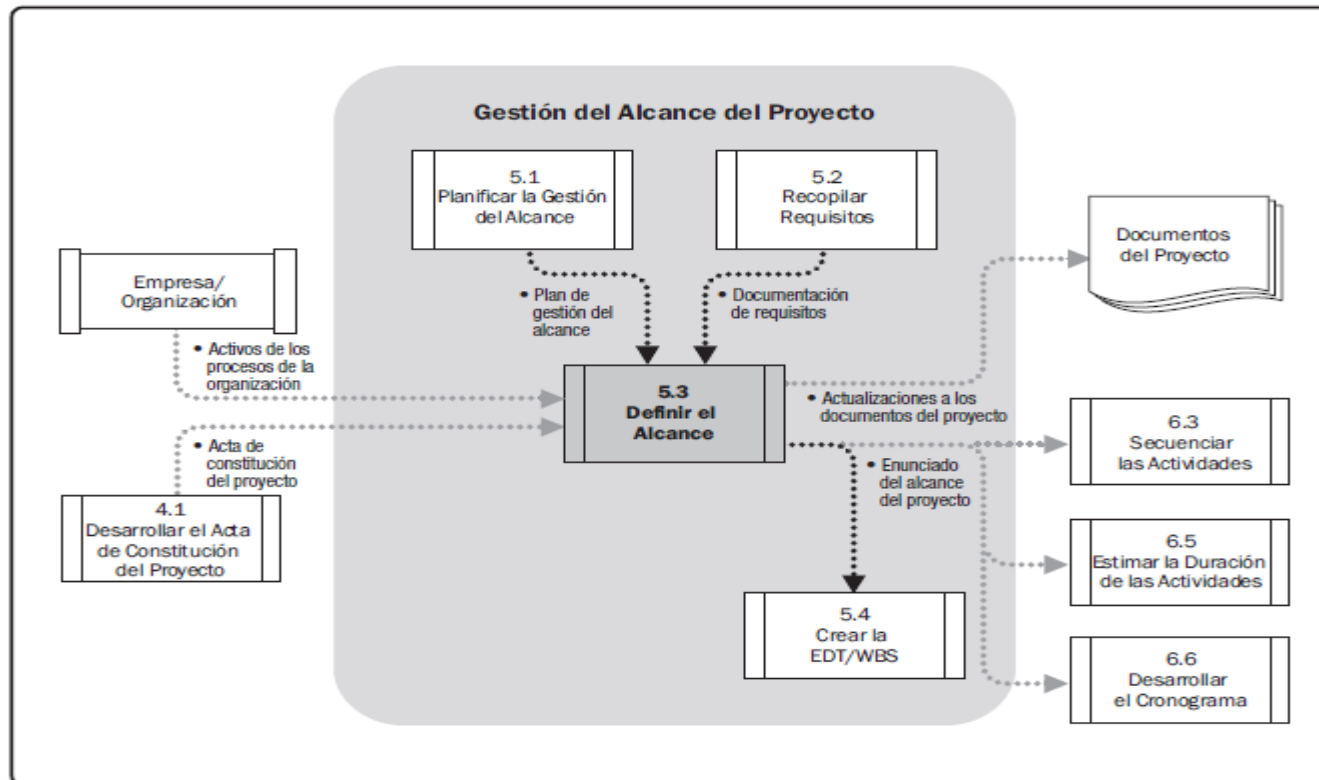 Gestión del Alcance del Proyecto
5.1
Planificar la Gestión
del Alcance
5.2
Recopilar
Requisitos
Documentos
del Proyecto
Empresa/
Organización
• Plan de
gestión del
alcance
• Documentación
de requisitos
• Activos de los
procesos de la
organización
5.3
Definir el
Alcance
• Actualizaciones a los
documentos del proyecto
6.3
Secuenciar
las Actividades
• Acta de
constitución
del proyecto
• Enunciado
del alcance
del proyecto
4.1
Desarrollar el Acta
de Constitución
del Proyecto
6.5
Estimar la Duración
de las Actividades
5.4
Crear la
EDT/WBS
6.6
Desarrollar
el Cronograma